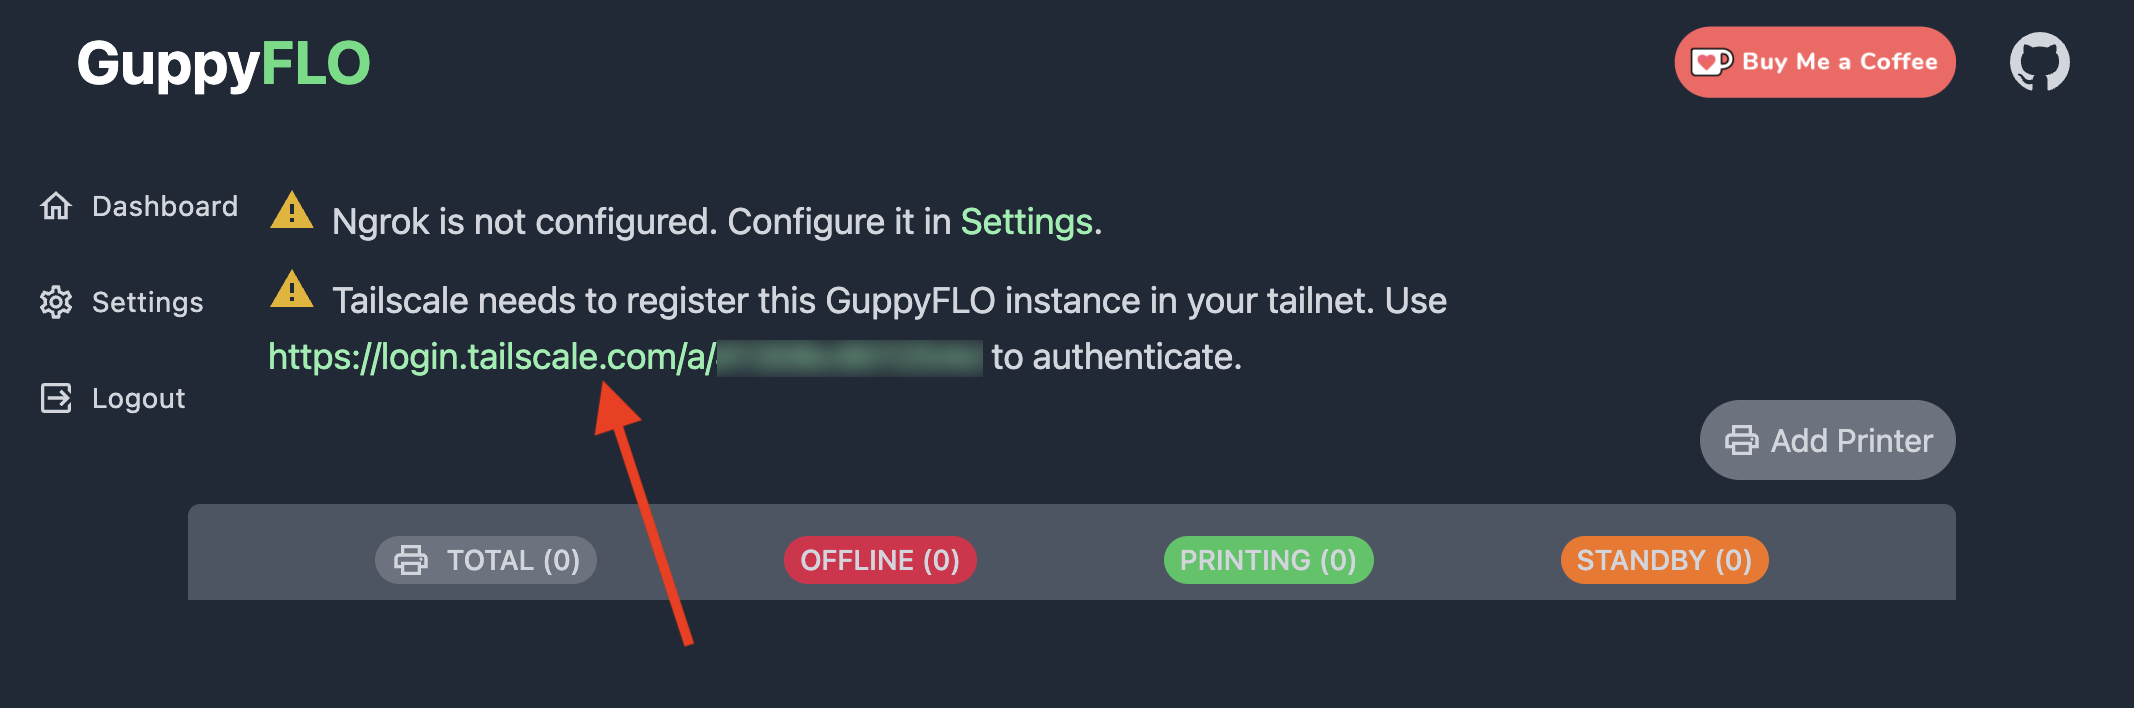 GuppyFLO
Buy Me a Coffee
Dashboard
Ngrok is not configured. Configure it in Settings.
Settings
Tailscale needs to register this GuppyFLO instance in your tailnet. Use
https://login.tailscale.com/a/ to authenticate.
Logout
Add Printer
TOTAL (0)
OFFLINE (0)
PRINTING (0)
STANDBY (0)